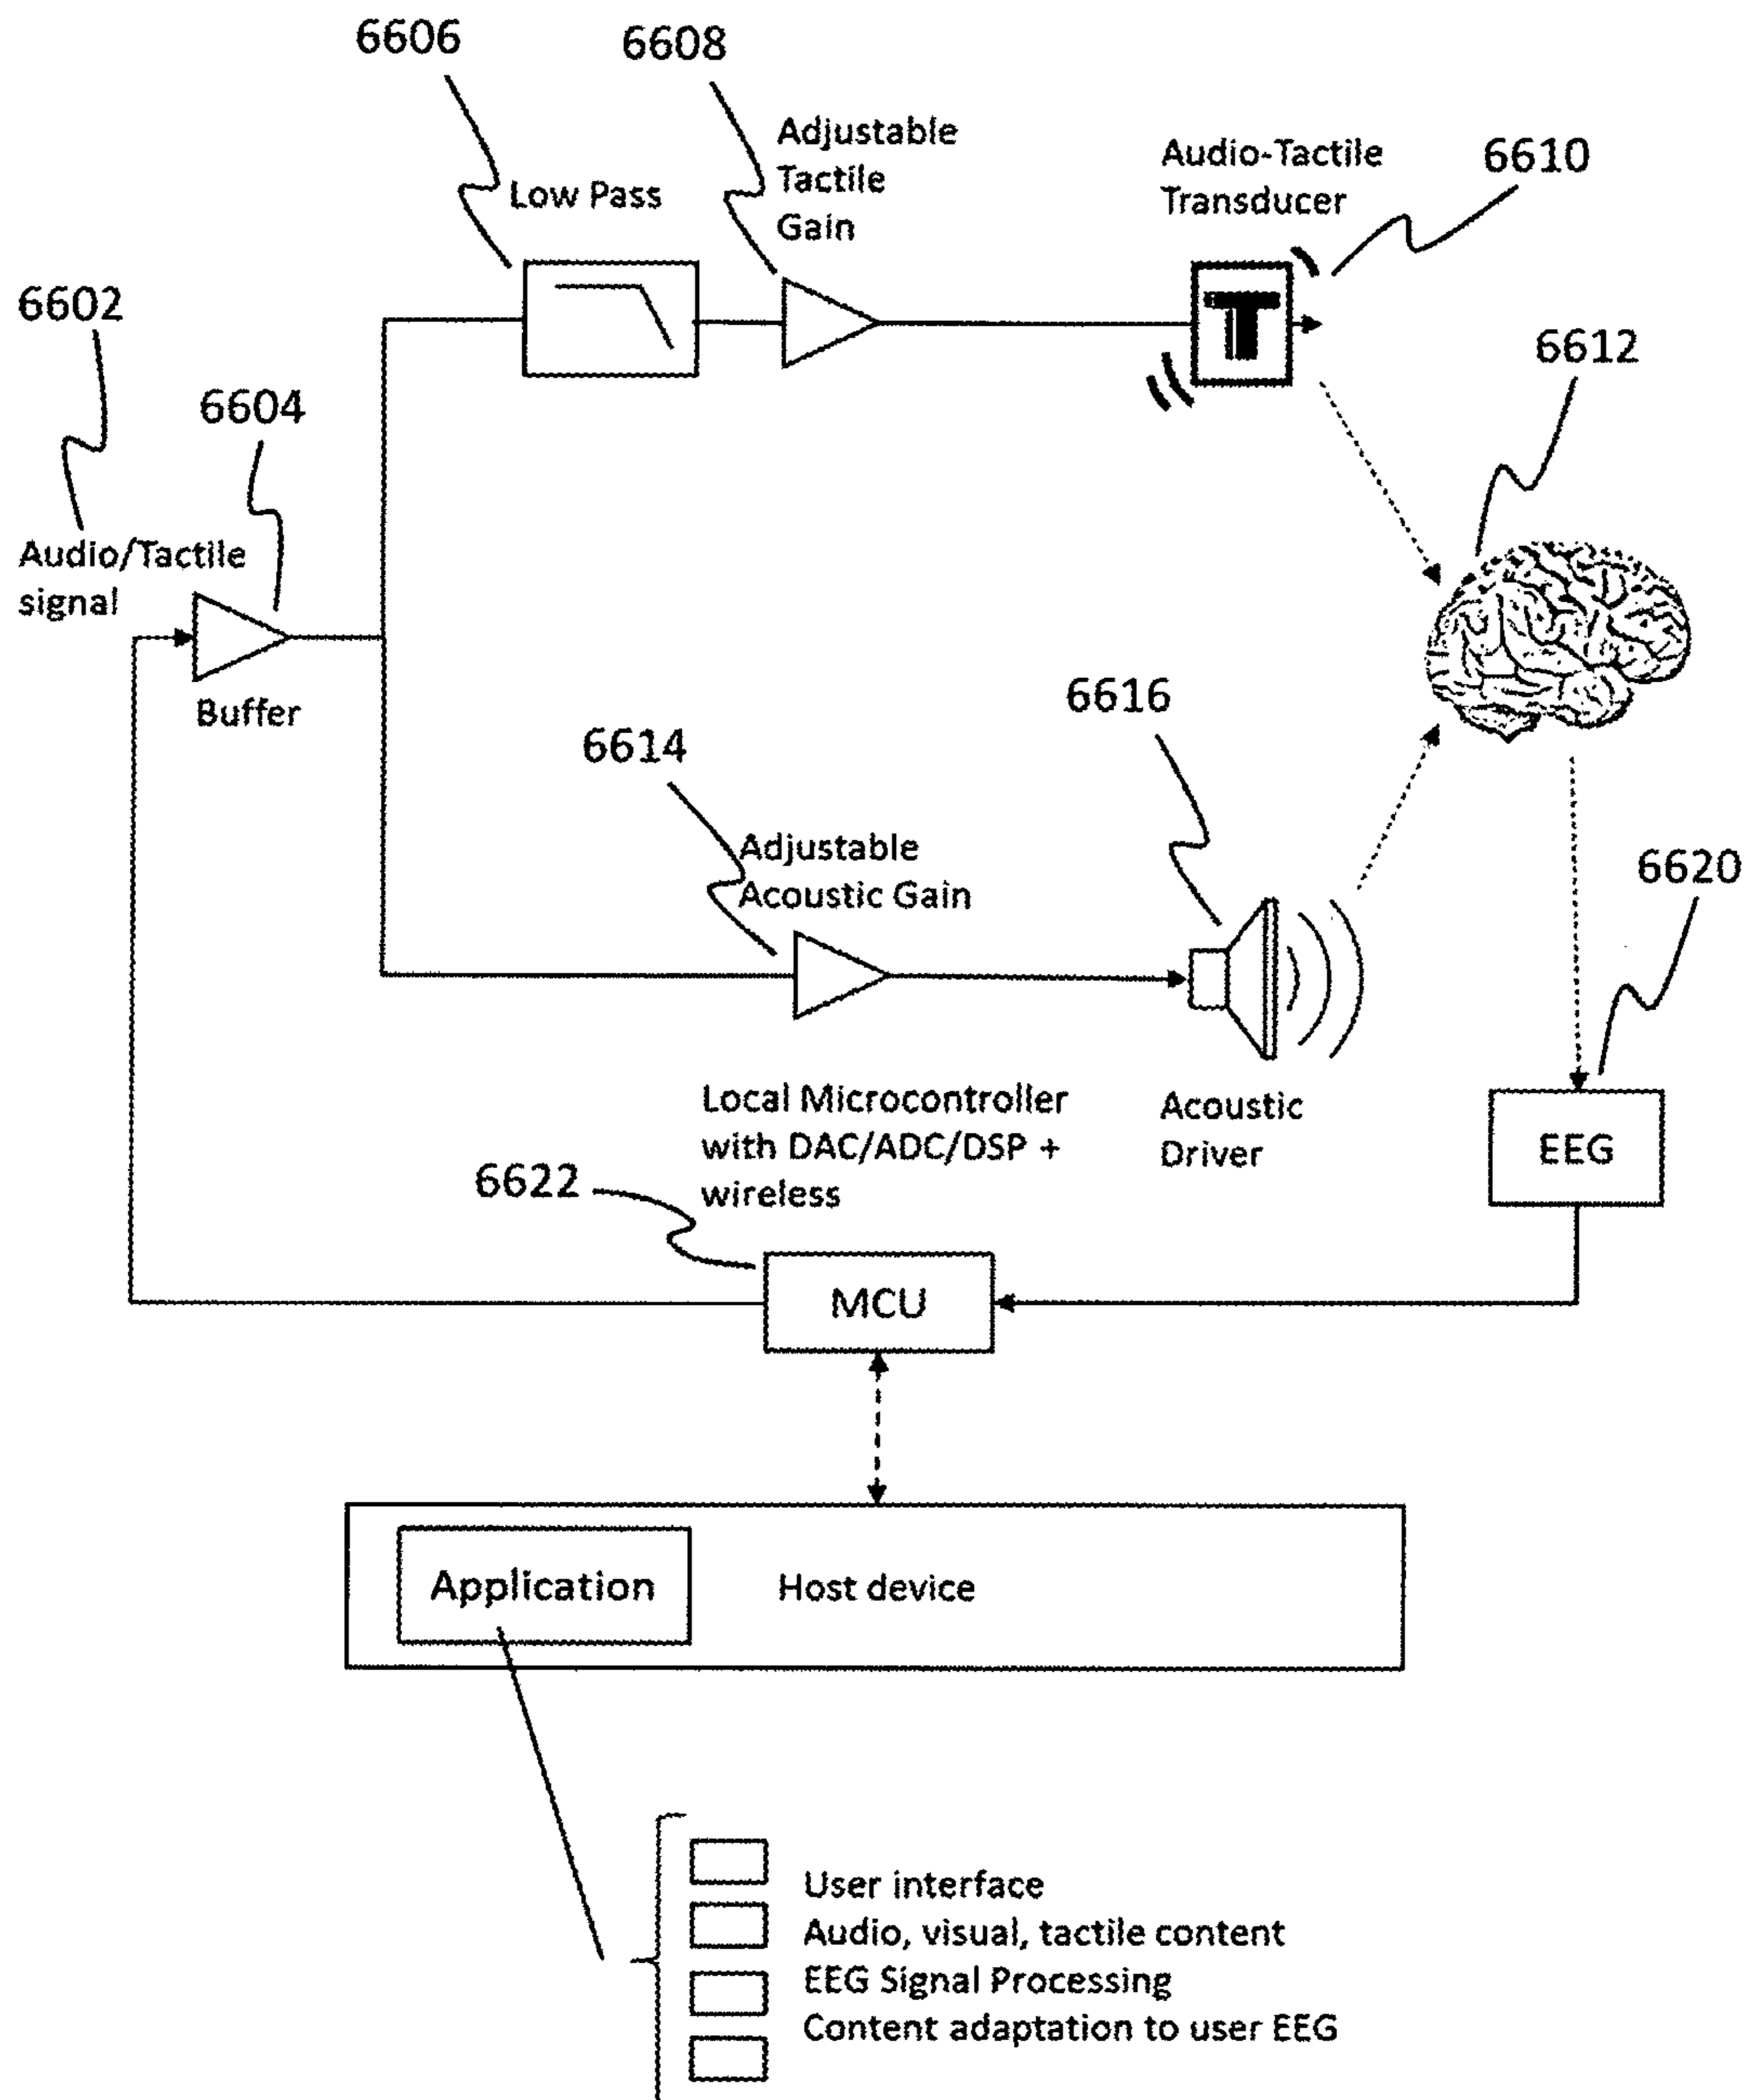 6606
6608
Adjustable
Tactile
Gain
Low Pass
Audio-Tactile
Transducer
6610
T
6602
6604
6612
Audio/Tactile
signal
Buffer
6614
6616
Adjustable
Acoustic Gain
6620
Local Microcontroller
with DAC/ADC/DSP +
wireless
Acoustic
Driver
EEG
6622
MCU
Application
Host device
User interface
Audio, visual, tactile content
EEG Signal Processing
Content adaptation to user EEG